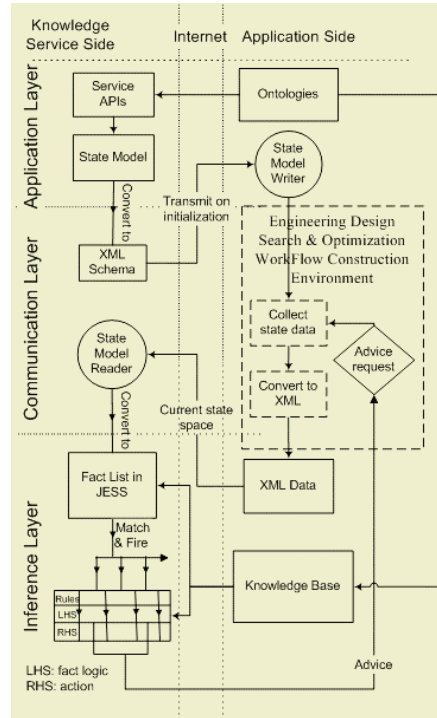 Knowledge
Service Side
Internet
Application Side
Application Layer
Service
APIs
Ontologies
State Model
State
Model
Writer
Convert to
Transmit on
initialization
XML
Schema
Engineering Design
Search & Optimization
WorkFlow Construction
Environment
Communication Layer
Collect
state data
State
Model
Reader
Advice
request
Convert to
XML
Current state
space
Convert to
Fact List in
JESS
XML Data
Inference Layer
Match
& Fire
Knowledge Base
Rules
LHS
RHS
Advice
LHS: fact logic
RHS: action